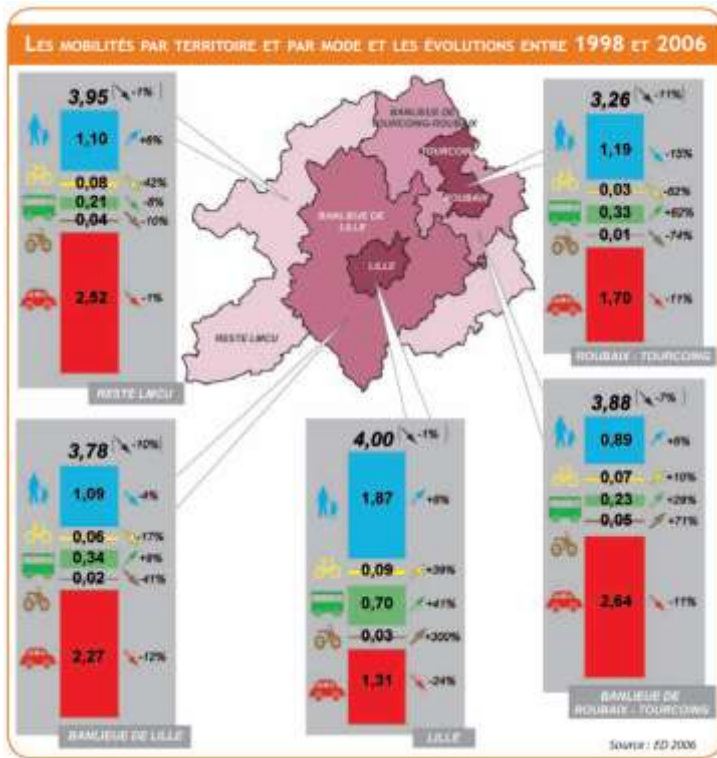 LES MOBILITÉS PAR TERRITOIRE ET PAR MODE ET LES ÉVOLUTIONS ENTRE 1998 ET 2006
3,95 -1%
1,10 +6%
0,08 -42%
0,21 -8%
0,04 -10%
2,52 -1%
RESTE LMCU
BANLIEUE DE
TOURCOING-ROUBAIX
TOURCOING
ROUBAIX
BANLIEUE DE
LILLE
LILLE
RESTE LMCU
3,26 -11%
1,19 -15%
0,03 -62%
0,33 +62%
0,01 -74%
1,70 -11%
ROUBAIX - TOURCOING
3,78 -10%
1,09 -4%
0,06 -17%
0,34 +8%
0,02 -41%
2,27 -12%
BANLIEUE DE LILLE
4,00 -1%
1,87 +6%
0,09 +39%
0,70 +41%
0,03 +300%
1,31 -24%
LILLE
3,88 -7%
0,89 +6%
0,07 +10%
0,23 +28%
0,05 +71%
2,64 -11%
BANLIEUE DE
ROUBAIX - TOURCOING
Source : ED 2006